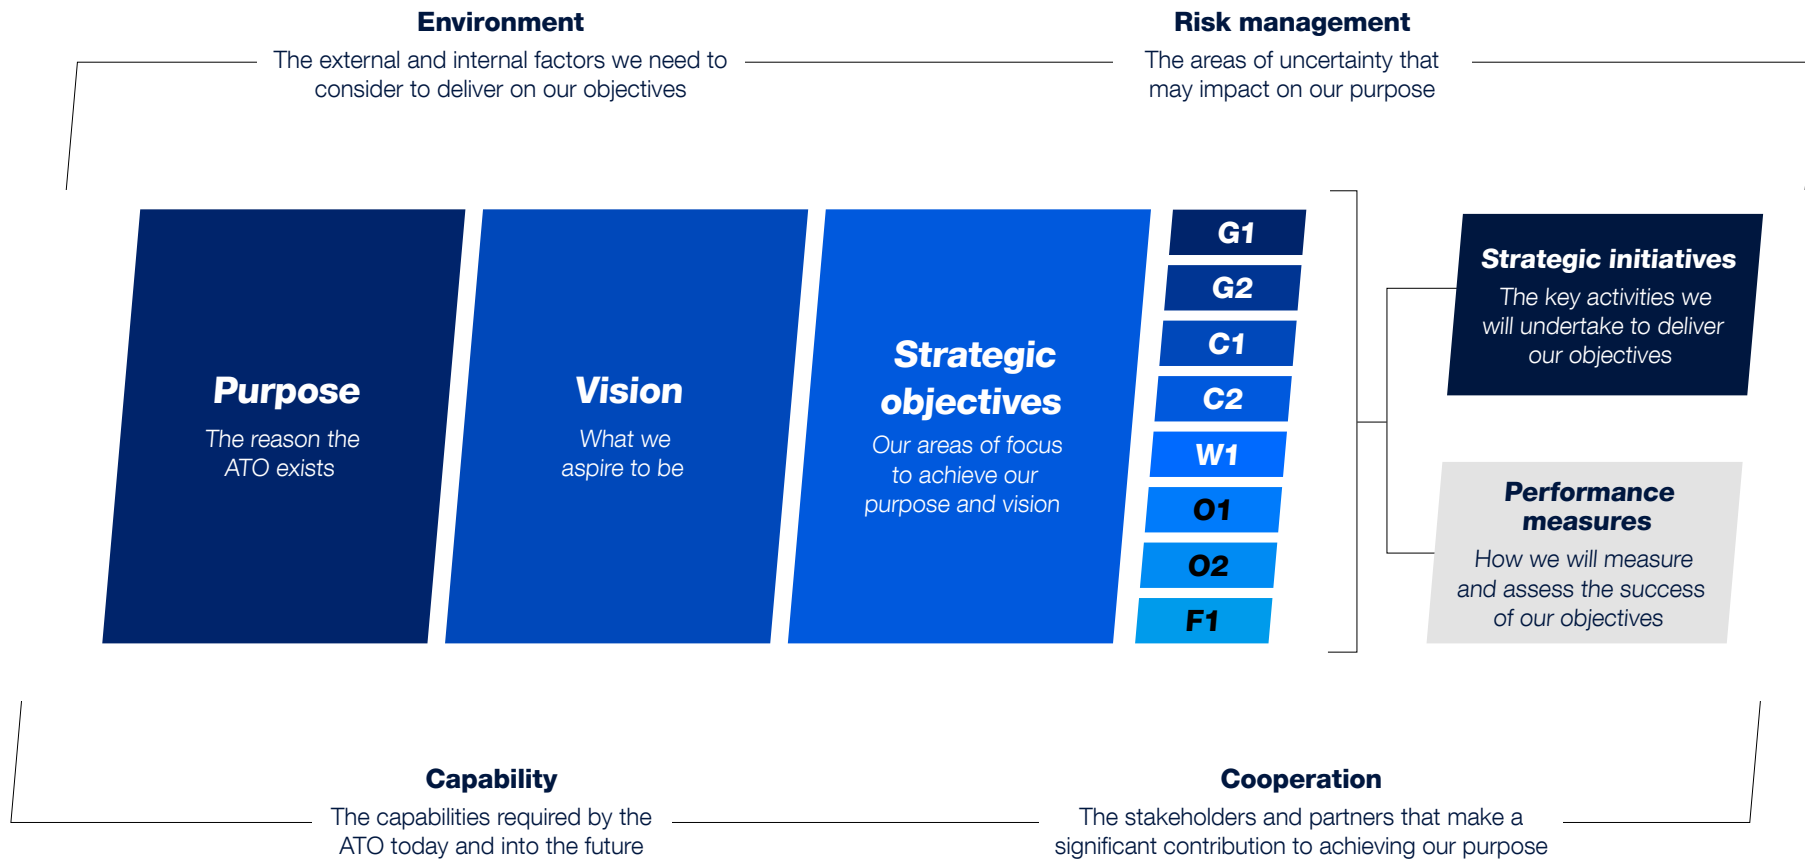 Environment
The external and internal factors we need to
consider to deliver on our objectives
Risk management
The areas of uncertainty that
may impact on our purpose
Purpose
The reason the
ATO exists
Vision
What we
aspire to be
Strategic
objectives
Our areas of focus
to achieve our
purpose and vision
G1
G2
C1
C2
W1
O1
O2
F1
Strategic initiatives
The key activities we
will undertake to deliver
our objectives
Performance
measures
How we will measure
and assess the success
of our objectives
Capability
The capabilities required by the
ATO today and into the future
Cooperation
The stakeholders and partners that make a
significant contribution to achieving our purpose